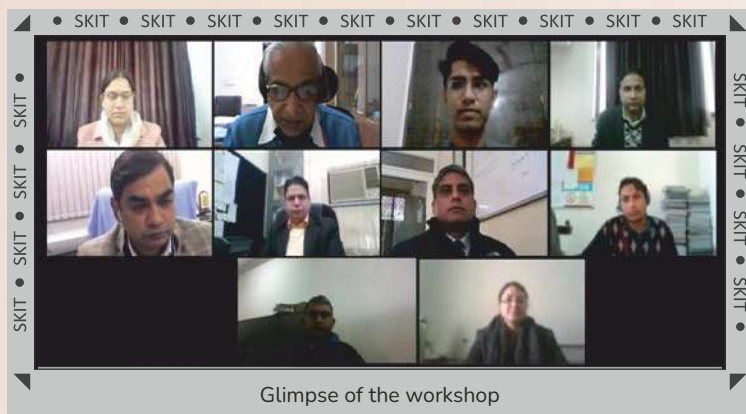 SKIT • SKIT • SKIT • SKIT • SKIT • SKIT • SKIT • SKIT • SKIT • SKIT
SKIT • SKIT • SKIT • SKIT •
SKIT • SKIT • SKIT • SKIT •
Glimpse of the workshop